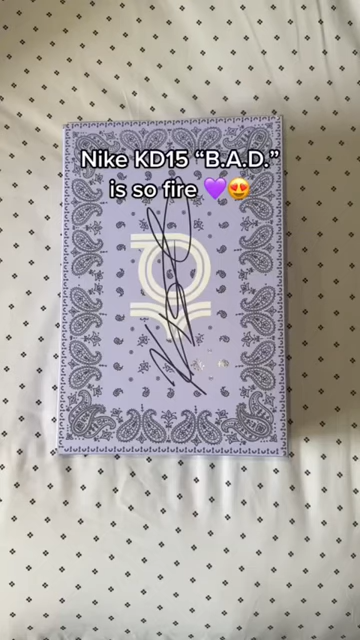 Nike KD15 “B.A.D.”
is so fire 💜😍